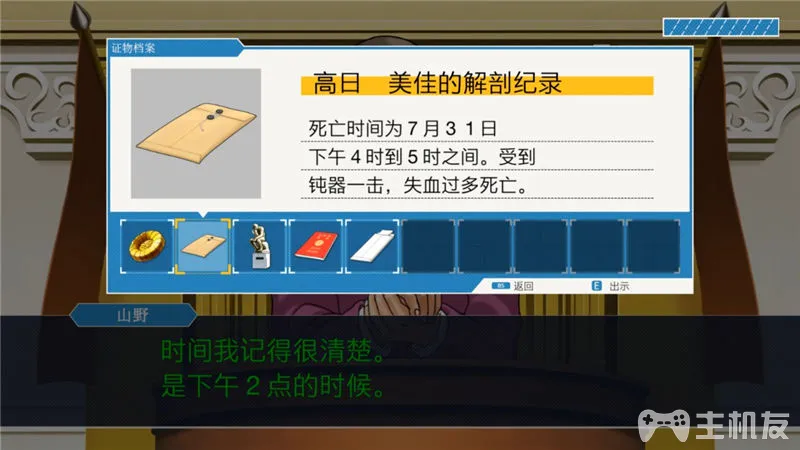 证物档案
高日 美佳的解剖纪录
死亡时间为7月31日
下午4时到5时之间。受到
钝器一击，失血过多死亡。
BS 返回 E 出示
山野
时间我记得很清楚。
是下午2点的时候。
主机友